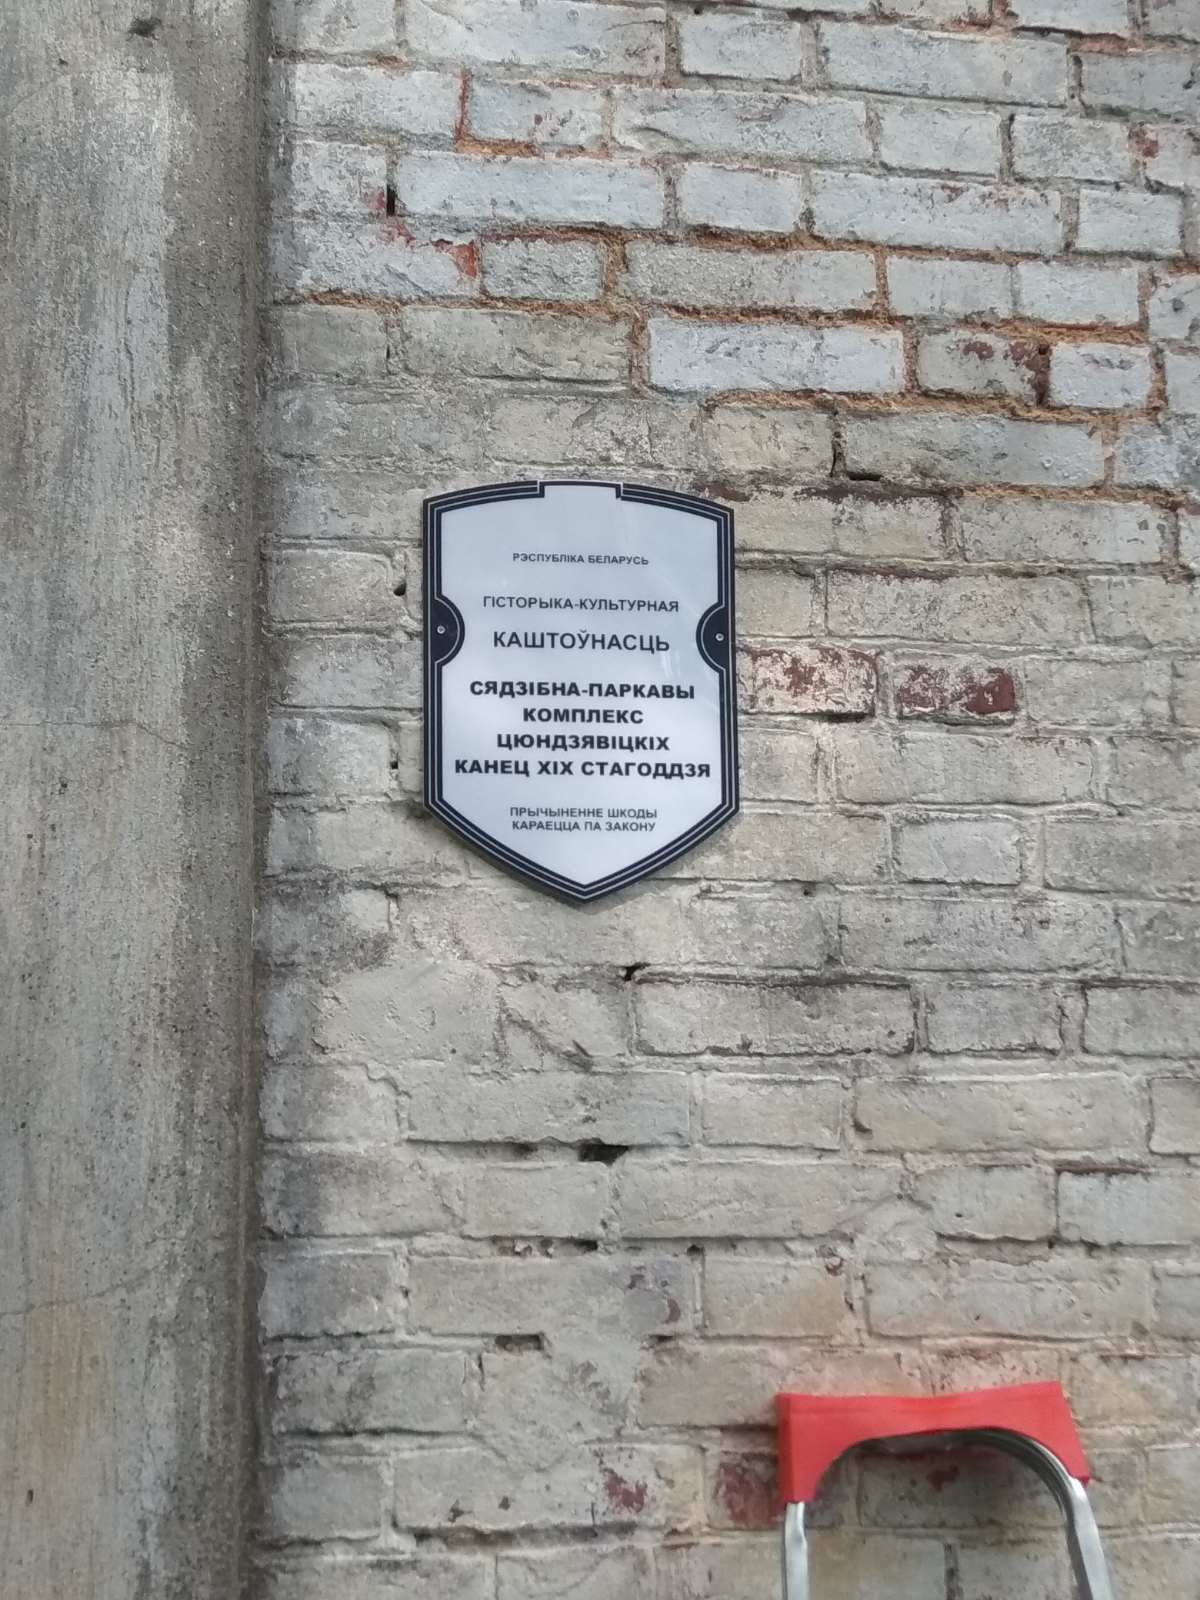 РЭСПУБЛІКА БЕЛАРУСЬ
ГІСТОРЫКА-КУЛЬТУРНАЯ
КАШТОЎНАСЦЬ
СЯДЗІБНА-ПАРКАВЫ
КОМПЛЕКС
ЦЮНДЗЯВІЦКІХ
КАНЕЦ XIX СТАГОДДЗЯ
ПРЫЧЫНЕННЕ ШКОДЫ
КАРАЕЦЦА ПА ЗАКОНУ